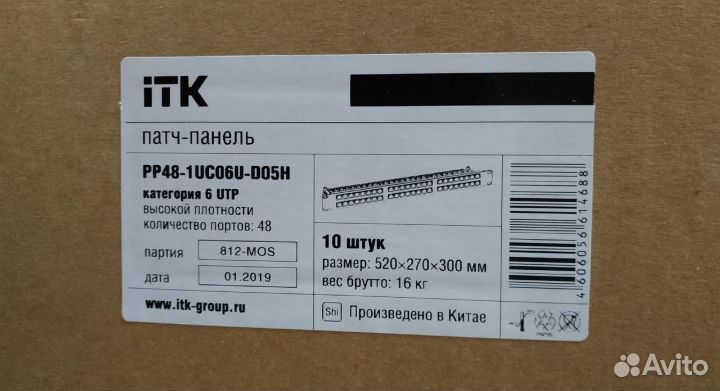 iTK
патч-панель
PP48-1UC06U-D05H
категория 6 UTP
высокой плотности
количество портов: 48
партия 812-MOS
дата 01.2019
www.itk-group.ru
10 штук
размер: 520×270×300 мм
вес брутто: 16 кг
Shi Произведено в Китае
4606056614688
Avito